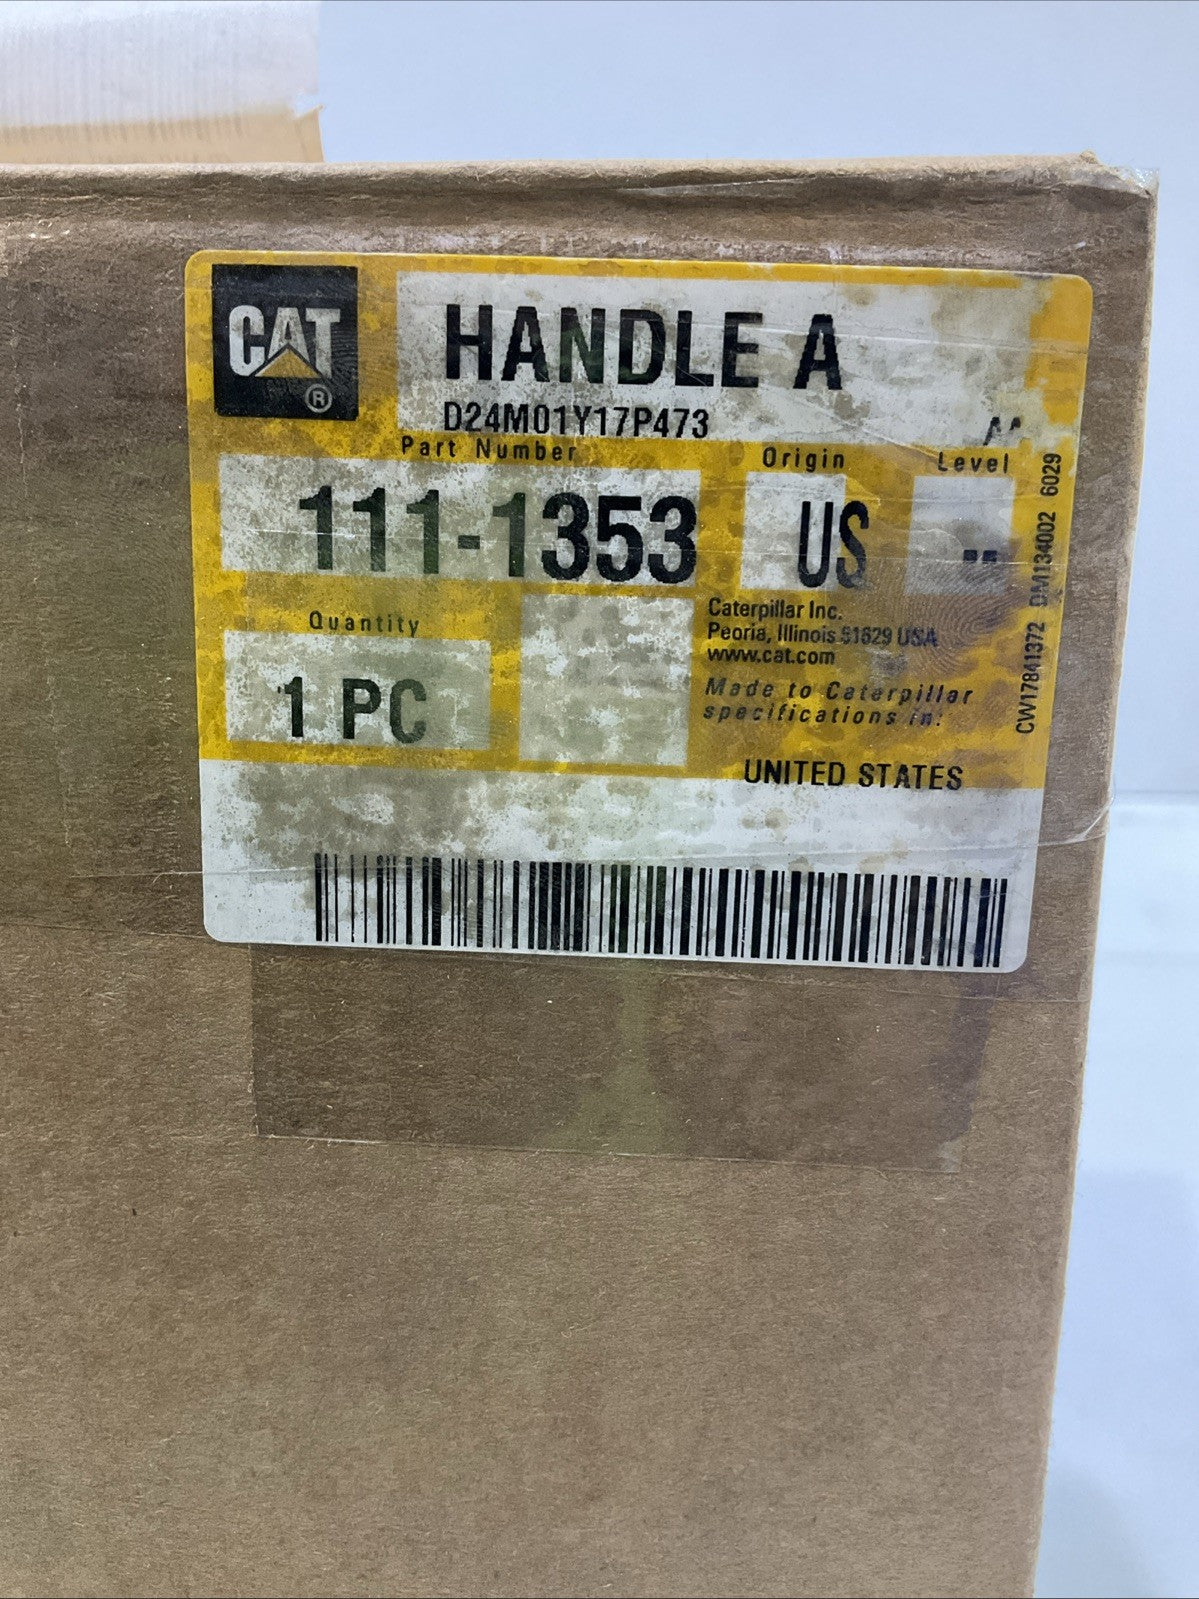 CAT
®
HANDLE A
D24M01Y17P473
Part Number
Origin
Level
111-1353
US
--
Quantity
1 PC
Caterpillar Inc.
Peoria, Illinois 61629 USA
www.cat.com
Made to Caterpillar
specifications in:
UNITED STATES
CW17841372 DM134002 6029